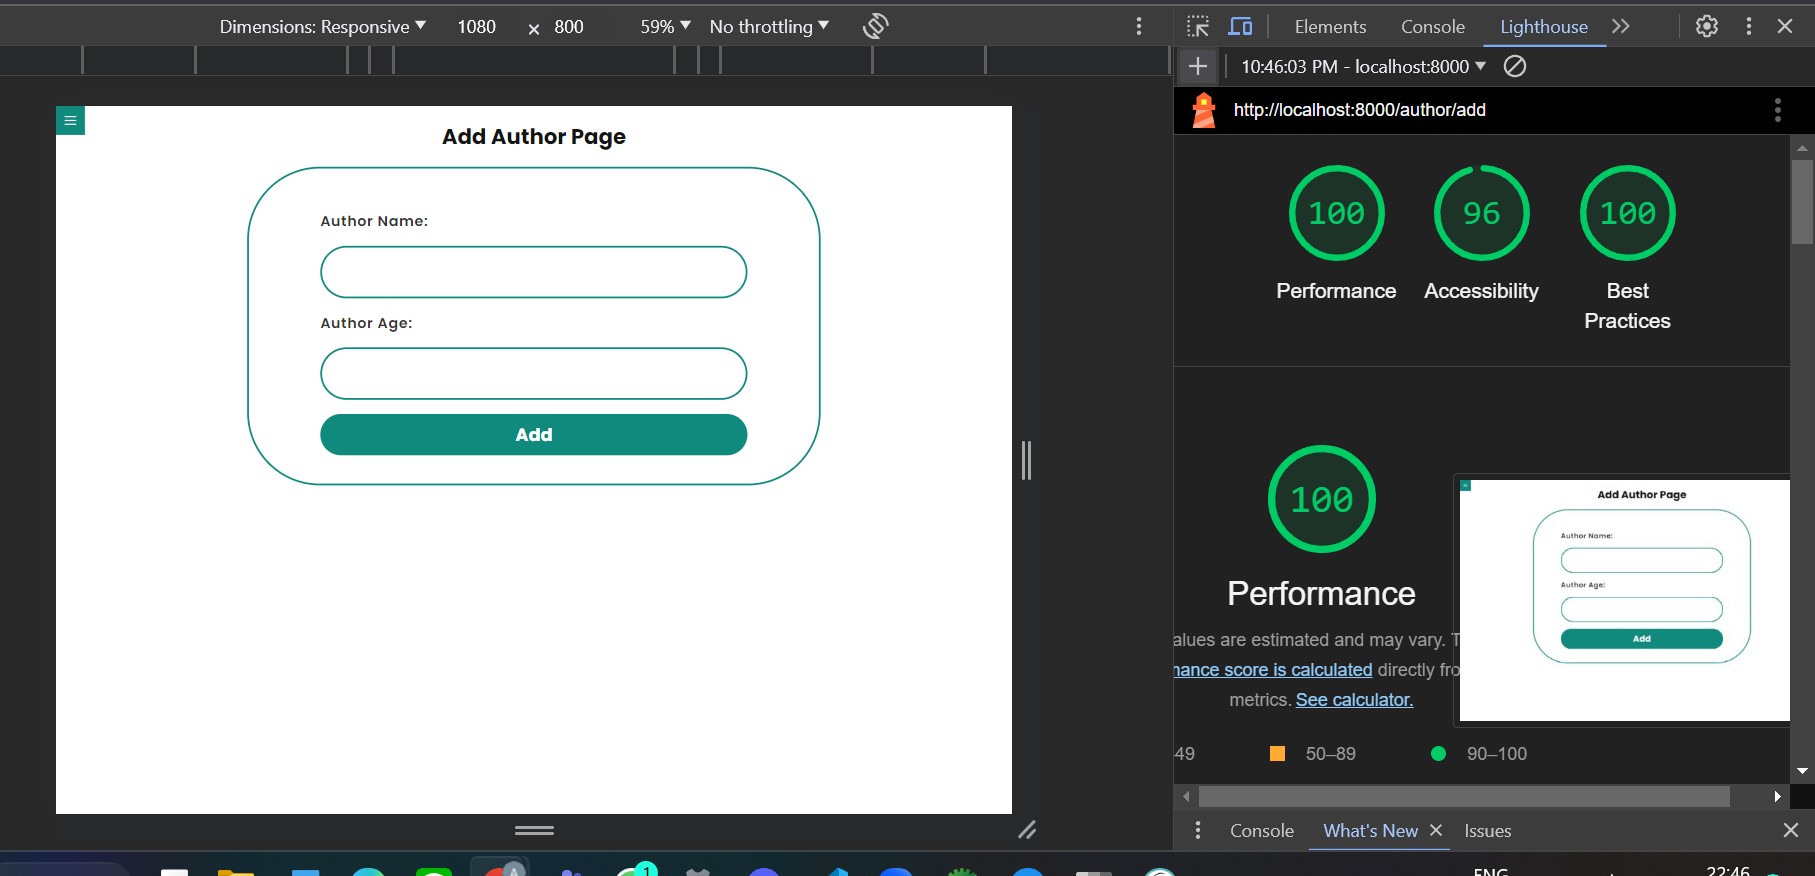 Dimensions: Responsive 1080 × 800 59% No throttling
Elements Console Lighthouse
10:46:03 PM - localhost:8000
http://localhost:8000/author/add
Add Author Page
Author Name:
Author Age:
Add
100 96 100
Performance Accessibility Best Practices
100
Performance
alues are estimated and may vary. T
nance score is calculated directly fro
metrics. See calculator.
Add Author Page
Author Name:
Author Age:
Add
49 50–89 90–100
Console What's New Issues
1
ENG 22:46